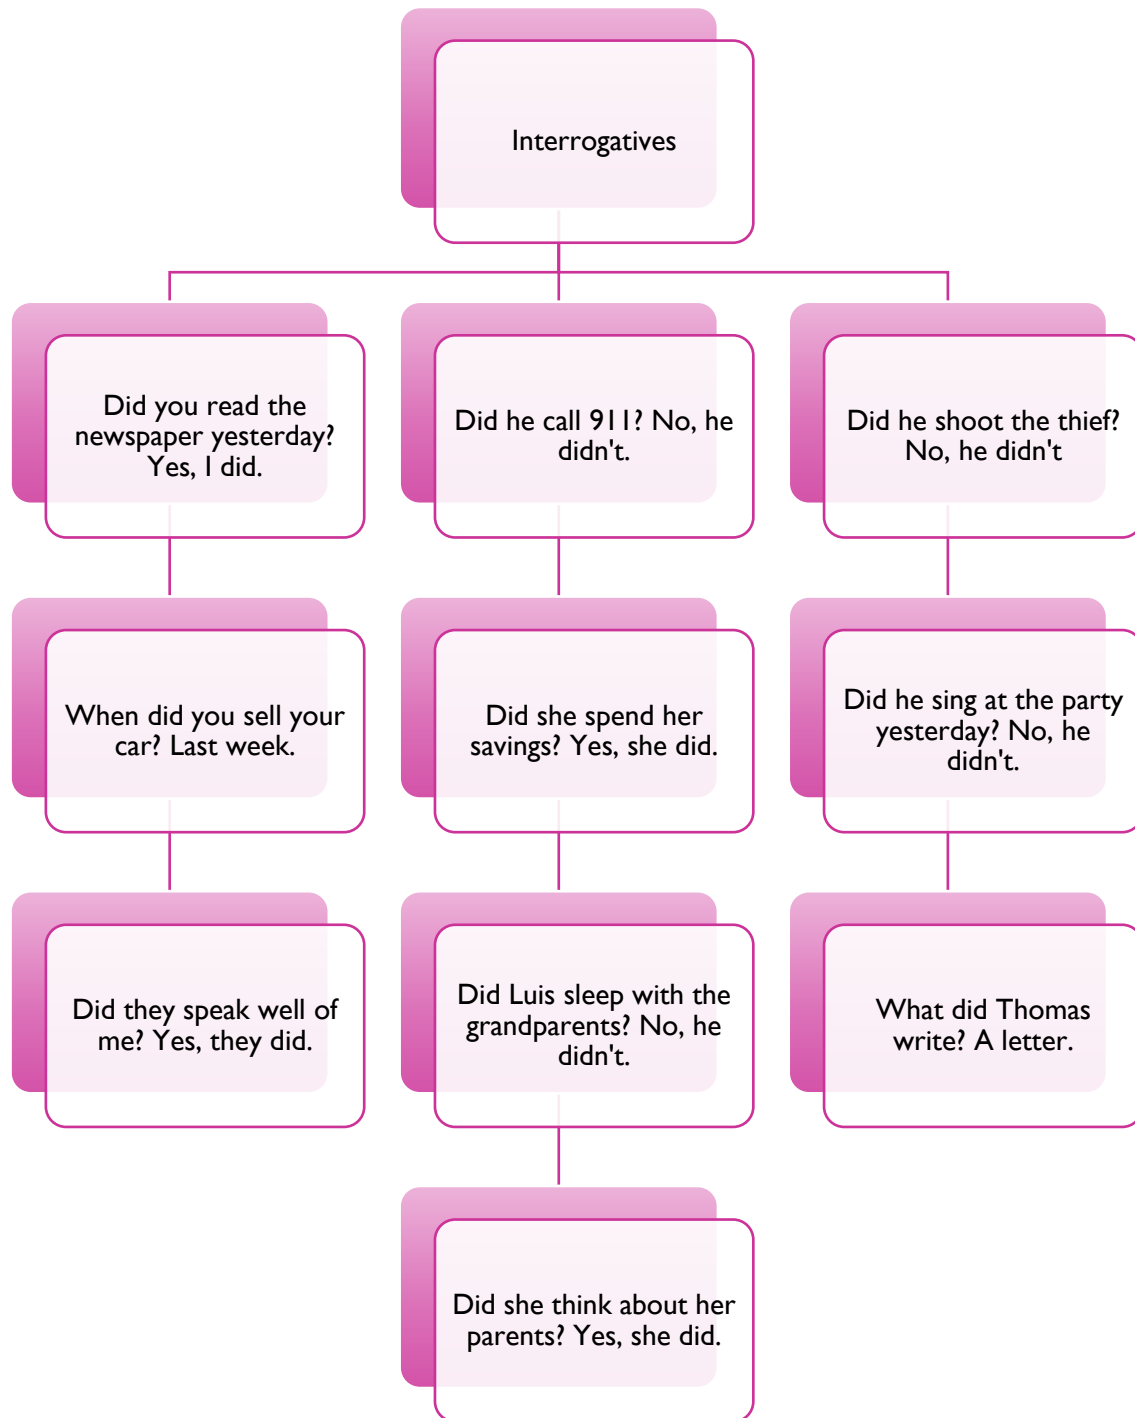 Interrogatives
Did you read the
newspaper yesterday?
Yes, I did.
Did he call 911? No, he
didn't.
Did he shoot the thief?
No, he didn't
When did you sell your
car? Last week.
Did she spend her
savings? Yes, she did.
Did he sing at the party
yesterday? No, he
didn't.
Did they speak well of
me? Yes, they did.
Did Luis sleep with the
grandparents? No, he
didn't.
What did Thomas
write? A letter.
Did she think about her
parents? Yes, she did.